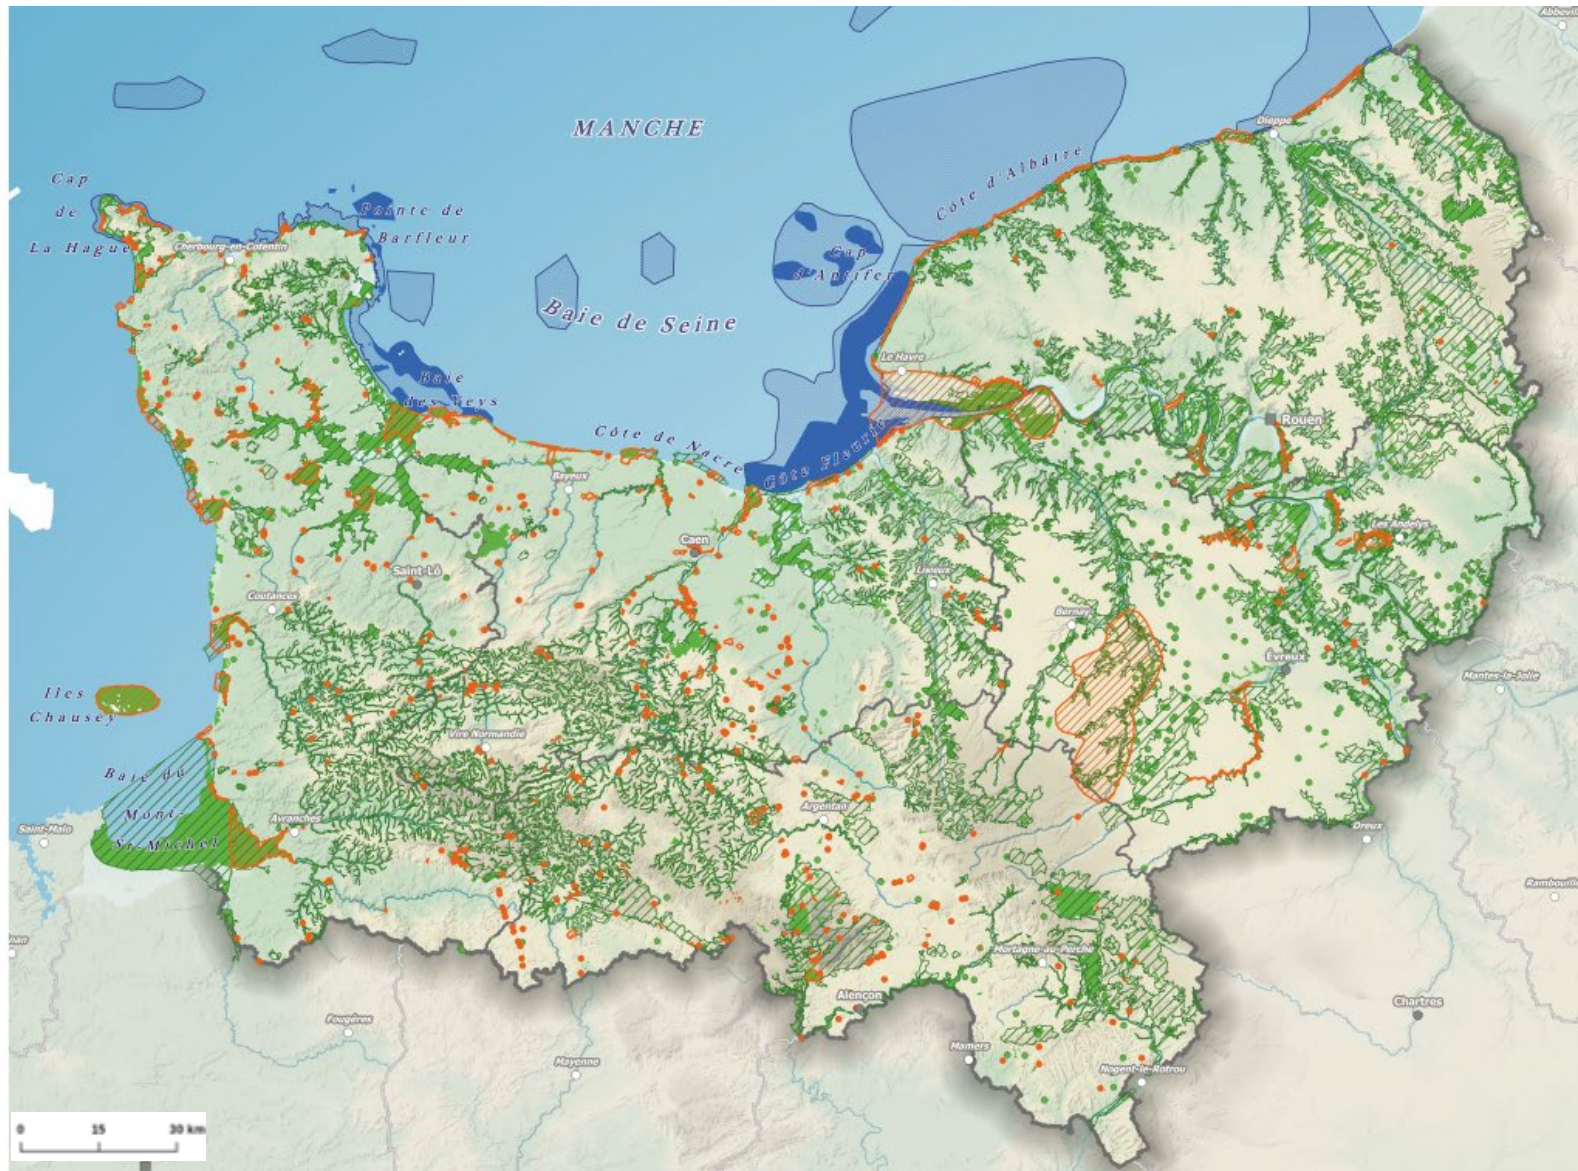 Abbeville
MANCHE
Dieppe
Côte d'Albâtre
Cap
de
La Hague
Pointe de
Barfleur
Cherbourg-en-Cotentin
Cap
d'Antifer
Baie de Seine
Le Havre
Baie
des Veys
Rouen
Côte de Nacre
Côte Fleurie
Bayeux
Les Andelys
Caen
Saint-Lô
Lisieux
Coutances
Bernay
Évreux
Mantes-la-Jolie
Iles
Chausey
Vire Normandie
Baie du
Mont-
St-Michel
Argentan
Saint-Malo
Avranches
Dreux
Rambouille
nan
Mortagne-au-Perche
Alençon
Chartres
Fougères
Mamers
Mayenne
Nogent-le-Rotrou
0 15 30 km